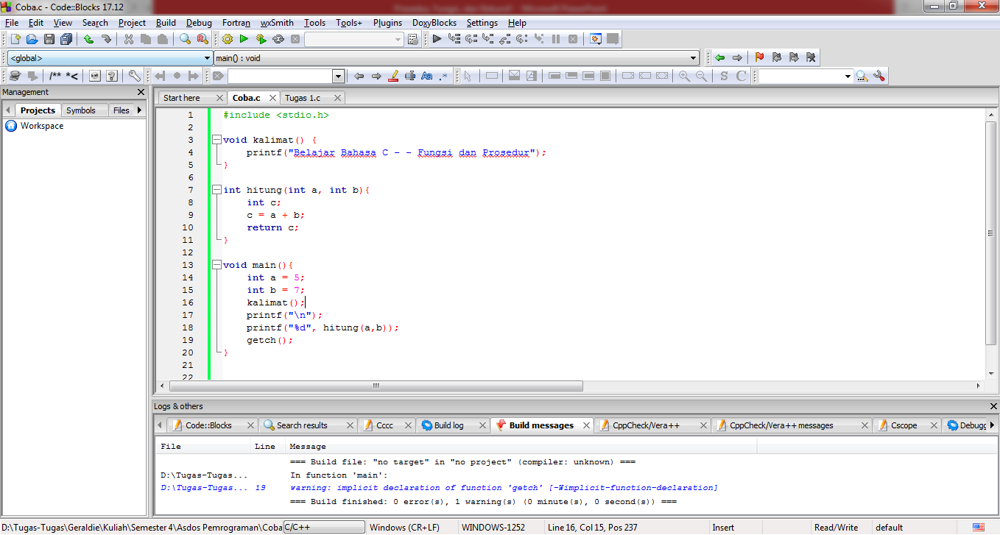 Coba.c - Code::Blocks 17.12
File Edit View Search Project Build Debug Fortran wxSmith Tools Tools+ Plugins DoxyBlocks Settings Help
<global> main() : void
/** *<
Management
Projects Symbols Files
Workspace
Start here Coba.c Tugas 1.c
1 #include <stdio.h>
2
3 void kalimat() {
4 printf("Belajar Bahasa C - - Fungsi dan Prosedur");
5 }
6
7 int hitung(int a, int b){
8 int c;
9 c = a + b;
10 return c;
11 }
12
13 void main(){
14 int a = 5;
15 int b = 7;
16 kalimat();
17 printf("\n");
18 printf("%d", hitung(a,b));
19 getch();
20 }
21
22
Logs & others
Code::Blocks Search results Cccc Build log Build messages CppCheck/Vera++ CppCheck/Vera++ messages Cscope Debugg
File Line Message
=== Build file: "no target" in "no project" (compiler: unknown) ===
D:\Tugas-Tugas... In function 'main':
D:\Tugas-Tugas... 19 warning: implicit declaration of function 'getch' [-Wimplicit-function-declaration]
=== Build finished: 0 error(s), 1 warning(s) (0 minute(s), 0 second(s)) ===
D:\Tugas-Tugas\Geraldie\Kuliah\Semester 4\Asdos Pemrograman\Coba C/C++ Windows (CR+LF) WINDOWS-1252 Line 16, Col 15, Pos 237 Insert Read/Write default